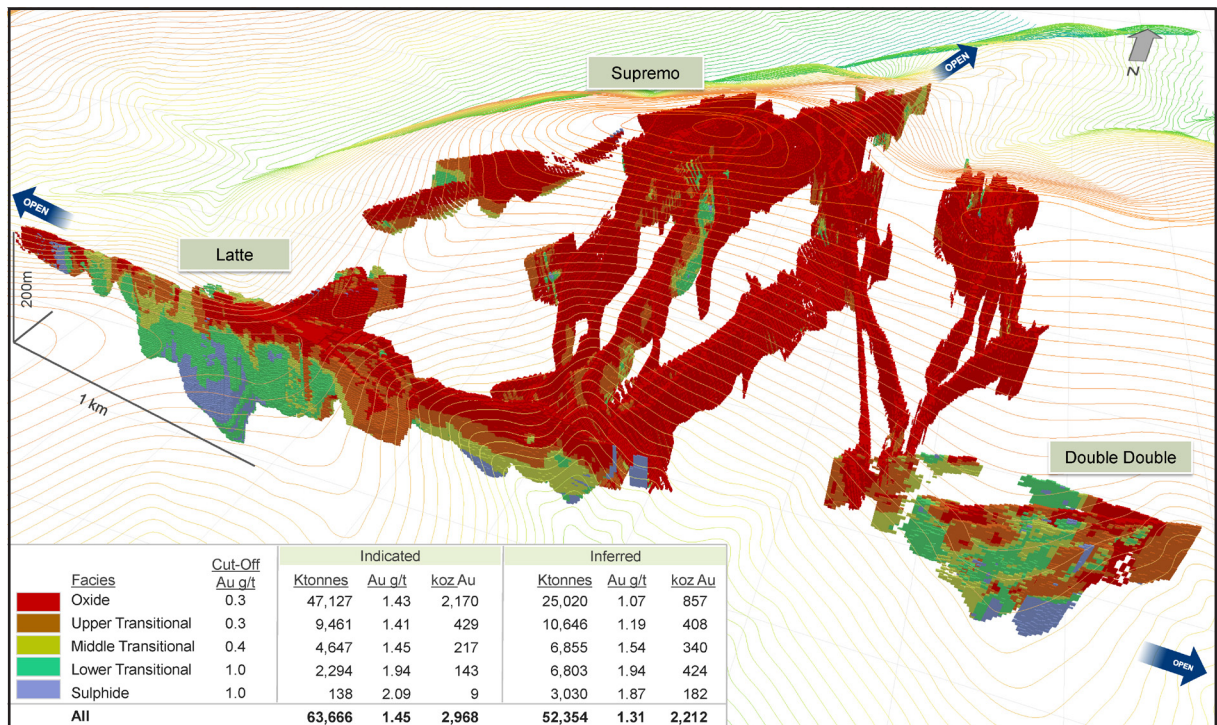 Supremo
OPEN
N
OPEN
Latte
200m
1 km
Double Double
OPEN
Indicated Inferred
Facies Cut-Off Au g/t Ktonnes Au g/t koz Au Ktonnes Au g/t koz Au
Oxide 0.3 47,127 1.43 2,170 25,020 1.07 857
Upper Transitional 0.3 9,461 1.41 429 10,646 1.19 408
Middle Transitional 0.4 4,647 1.45 217 6,855 1.54 340
Lower Transitional 1.0 2,294 1.94 143 6,803 1.94 424
Sulphide 1.0 138 2.09 9 3,030 1.87 182
All 63,666 1.45 2,968 52,354 1.31 2,212